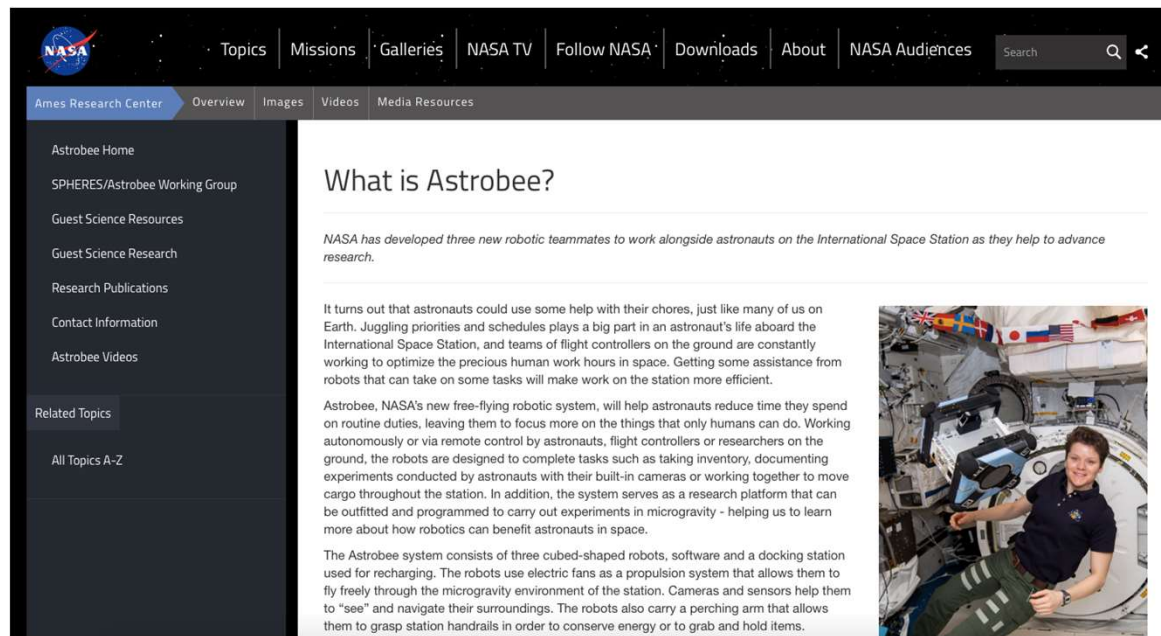 NASA
Topics
Missions
Galleries
NASA TV
Follow NASA
Downloads
About
NASA Audiences
Search
Ames Research Center
Overview
Images
Videos
Media Resources
Astrobee Home
SPHERES/Astrobee Working Group
Guest Science Resources
Guest Science Research
Research Publications
Contact Information
Astrobee Videos
Related Topics
All Topics A-Z
What is Astrobee?
NASA has developed three new robotic teammates to work alongside astronauts on the International Space Station as they help to advance
research.
It turns out that astronauts could use some help with their chores, just like many of us on
Earth. Juggling priorities and schedules plays a big part in an astronaut’s life aboard the
International Space Station, and teams of flight controllers on the ground are constantly
working to optimize the precious human work hours in space. Getting some assistance from
robots that can take on some tasks will make work on the station more efficient.
Astrobee, NASA’s new free-flying robotic system, will help astronauts reduce time they spend
on routine duties, leaving them to focus more on the things that only humans can do. Working
autonomously or via remote control by astronauts, flight controllers or researchers on the
ground, the robots are designed to complete tasks such as taking inventory, documenting
experiments conducted by astronauts with their built-in cameras or working together to move
cargo throughout the station. In addition, the system serves as a research platform that can
be outfitted and programmed to carry out experiments in microgravity - helping us to learn
more about how robotics can benefit astronauts in space.
The Astrobee system consists of three cubed-shaped robots, software and a docking station
used for recharging. The robots use electric fans as a propulsion system that allows them to
fly freely through the microgravity environment of the station. Cameras and sensors help them
to “see” and navigate their surroundings. The robots also carry a perching arm that allows
them to grasp station handrails in order to conserve energy or to grab and hold items.